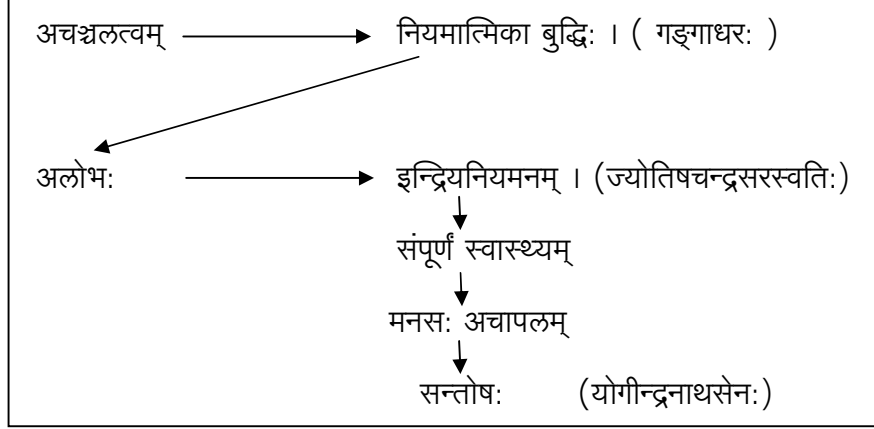 अचञ्चलत्वम् नियमात्मिका बुद्धि: । ( गङ्गाधर: )
अलोभ: इन्द्रियनियमनम् । (ज्योतिषचन्द्रसरस्वति:)
संपूर्णं स्वास्थ्यम्
मनस: अचापलम्
सन्तोष: (योगीन्द्रनाथसेन:)